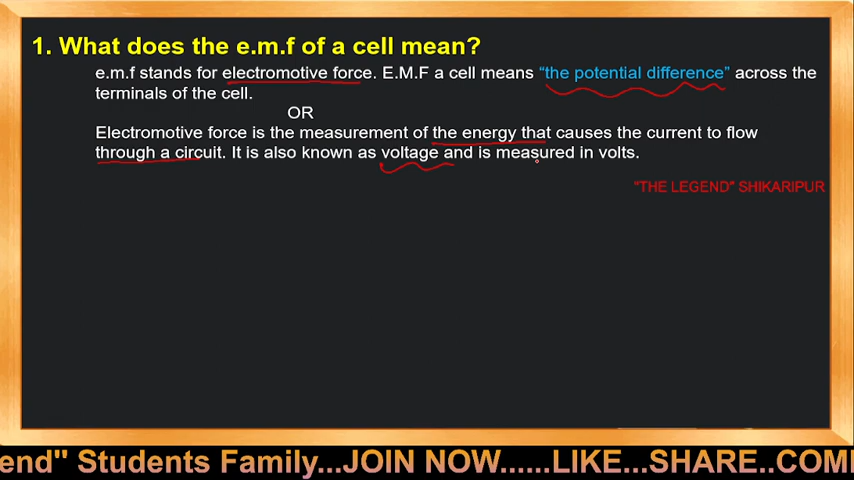 1. What does the e.m.f of a cell mean?
e.m.f stands for electromotive force. E.M.F a cell means “the potential difference” across the
terminals of the cell.
OR
Electromotive force is the measurement of the energy that causes the current to flow
through a circuit. It is also known as voltage and is measured in volts.
"THE LEGEND" SHIKARIPUR
end" Students Family...JOIN NOW......LIKE...SHARE..COM